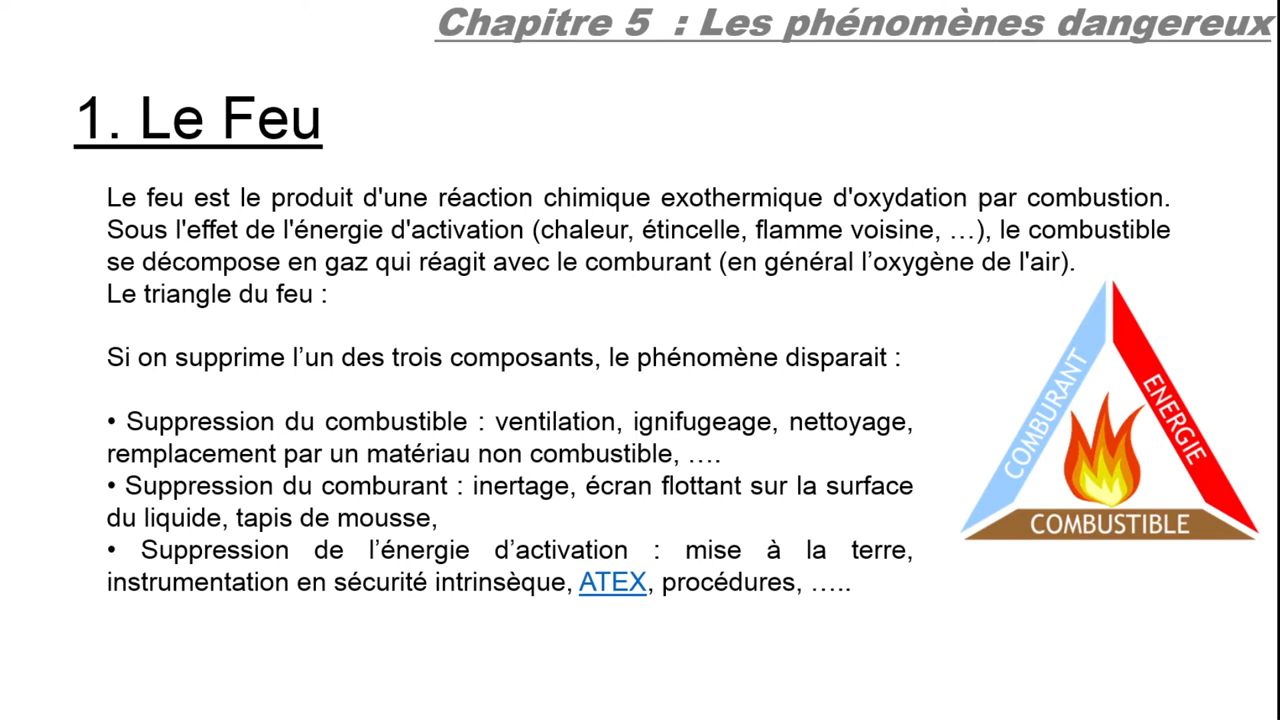 Chapitre 5  : Les phénomènes dangereux
1. Le Feu
Le feu est le produit d'une réaction chimique exothermique d'oxydation par combustion.
Sous l'effet de l'énergie d'activation (chaleur, étincelle, flamme voisine, …), le combustible
se décompose en gaz qui réagit avec le comburant (en général l’oxygène de l'air).
Le triangle du feu :
Si on supprime l’un des trois composants, le phénomène disparait :
• Suppression du combustible : ventilation, ignifugeage, nettoyage,
remplacement par un matériau non combustible, ….
• Suppression du comburant : inertage, écran flottant sur la surface
du liquide, tapis de mousse,
• Suppression de l’énergie d’activation : mise à la terre,
instrumentation en sécurité intrinsèque, ATEX, procédures, …..
COMBURANT
ENERGIE
COMBUSTIBLE